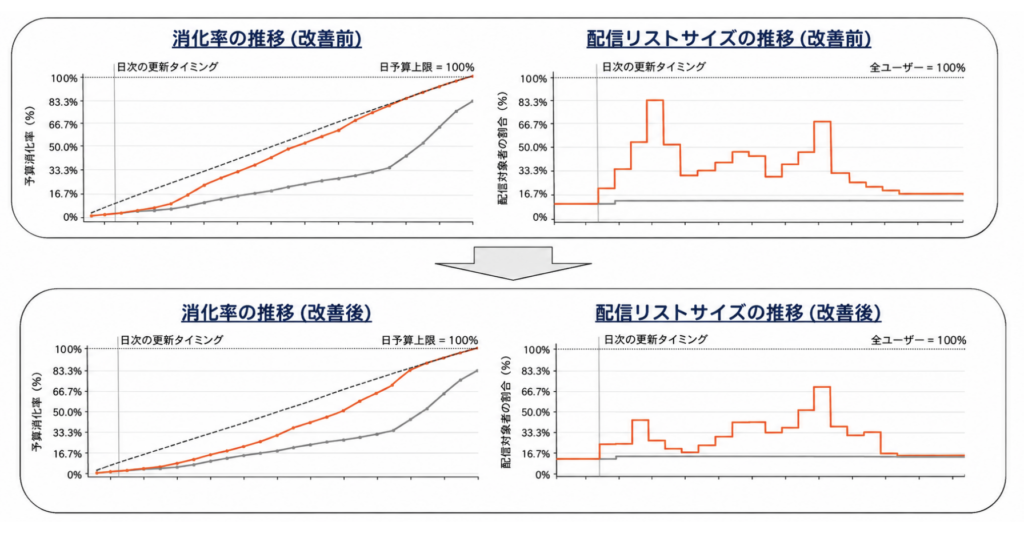 消化率の推移 (改善前)
日次の更新タイミング
日予算上限 = 100%
予算消化率 (%)
100%
83.3%
66.7%
50.0%
33.3%
16.7%
0%
配信リストサイズの推移 (改善前)
日次の更新タイミング
全ユーザー = 100%
配信対象者の割合 (%)
100%
83.3%
66.7%
50.0%
33.3%
16.7%
0%
消化率の推移 (改善後)
日次の更新タイミング
日予算上限 = 100%
予算消化率 (%)
100%
83.3%
66.7%
50.0%
33.3%
16.7%
0%
配信リストサイズの推移 (改善後)
日次の更新タイミング
全ユーザー = 100%
配信対象者の割合 (%)
100%
83.3%
66.7%
50.0%
33.3%
16.7%
0%